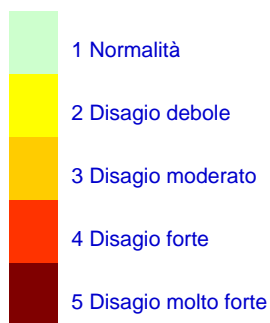 1 Normalità
2 Disagio debole
3 Disagio moderato
4 Disagio forte
5 Disagio molto forte